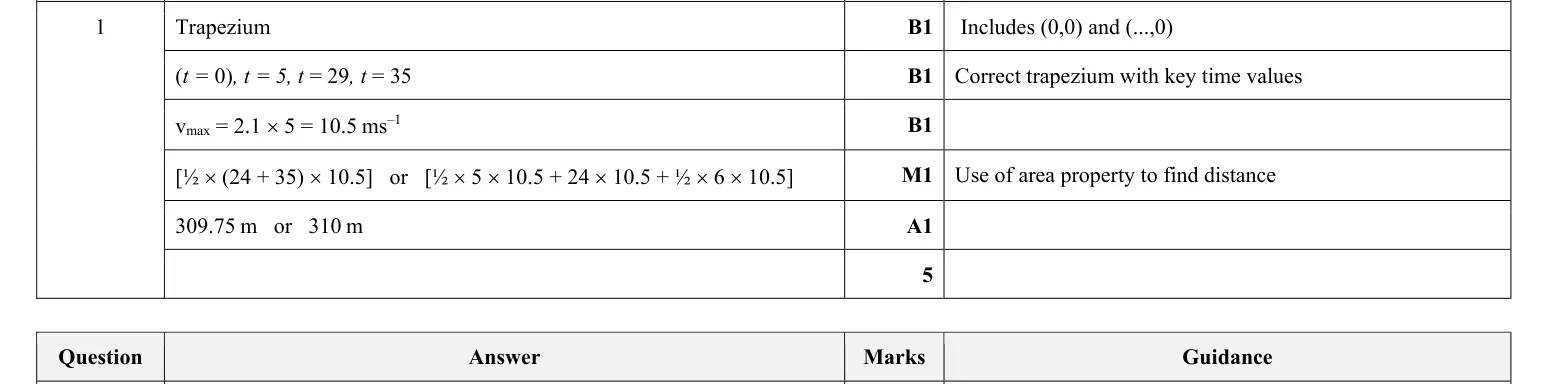 1 Trapezium B1 Includes (0,0) and (...,0)
(t = 0), t = 5, t = 29, t = 35 B1 Correct trapezium with key time values
vmax = 2.1 × 5 = 10.5 ms–1 B1
[½ × (24 + 35) × 10.5] or [½ × 5 × 10.5 + 24 × 10.5 + ½ × 6 × 10.5] M1 Use of area property to find distance
309.75 m or 310 m A1
5
Question Answer Marks Guidance